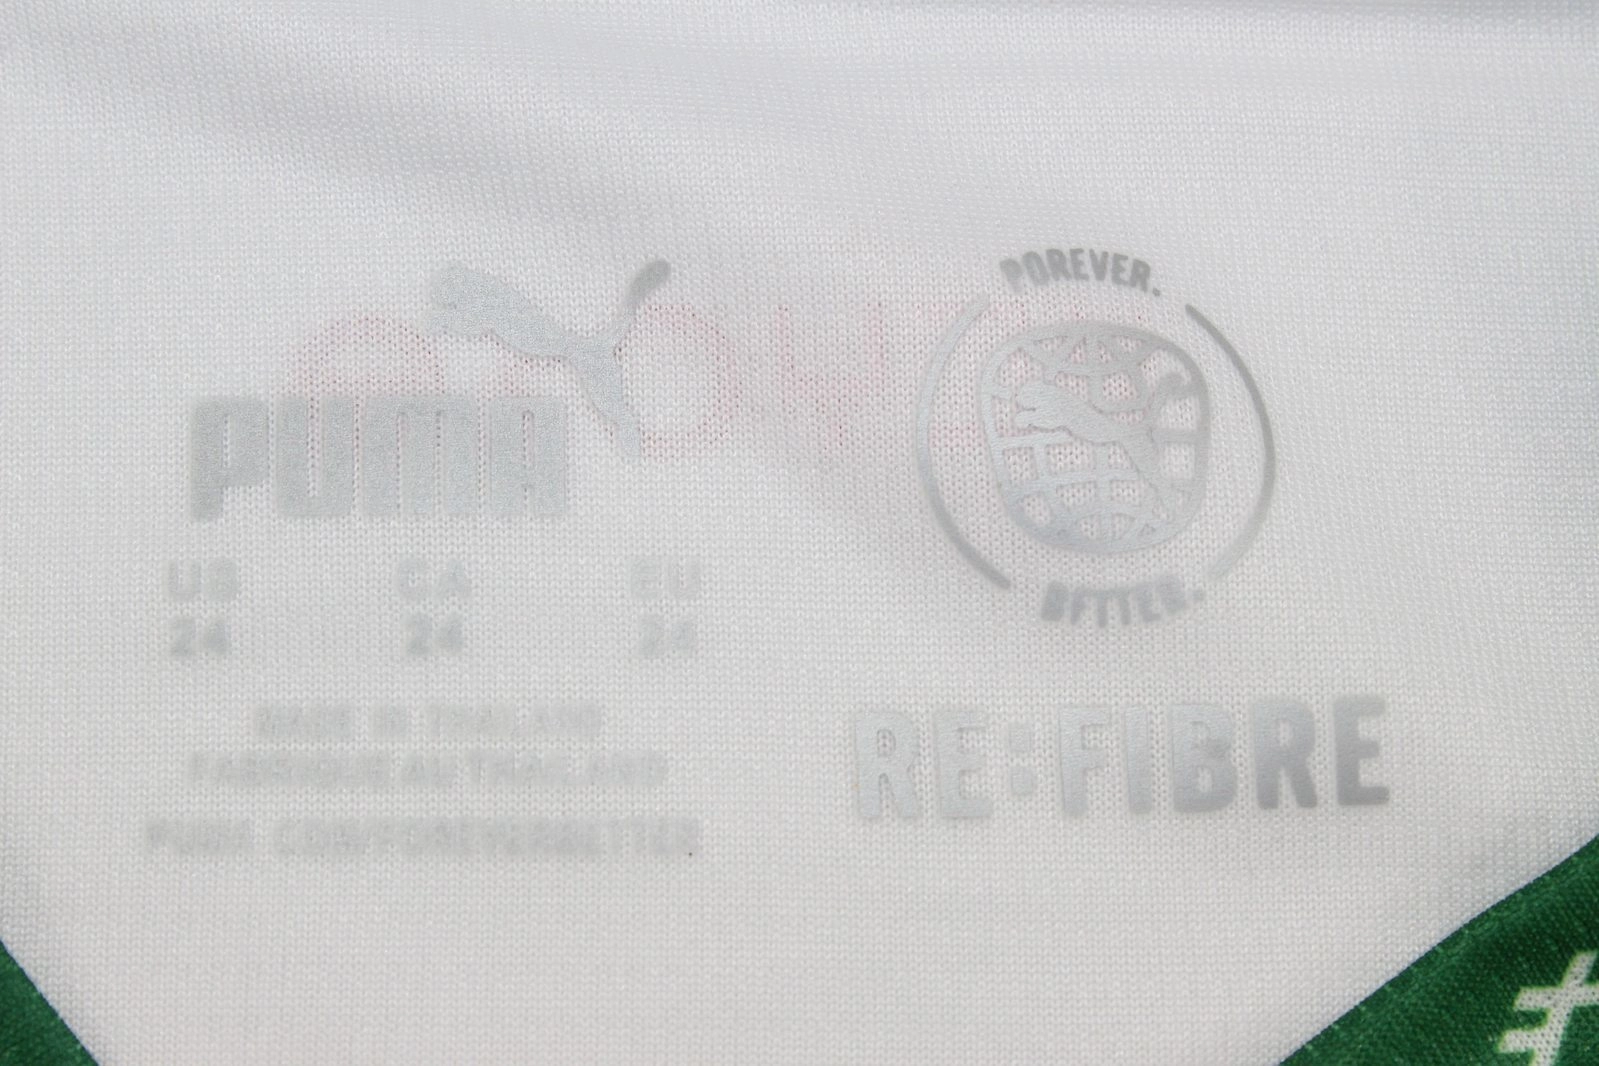 PUMA
US CA EU
24 24 24
MADE IN THAILAND
FABRIQUE AU THAILAND
PUMA.COM/FOREVERBETTER
FOREVER.
BETTER.
RE:FIBRE